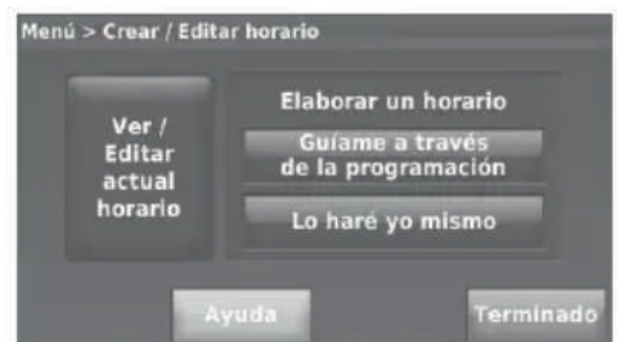 Menú > Crear / Editar horario
Ver /
Editar
actual
horario
Elaborar un horario
Guíame a través
de la programación
Lo haré yo mismo
Ayuda
Terminado